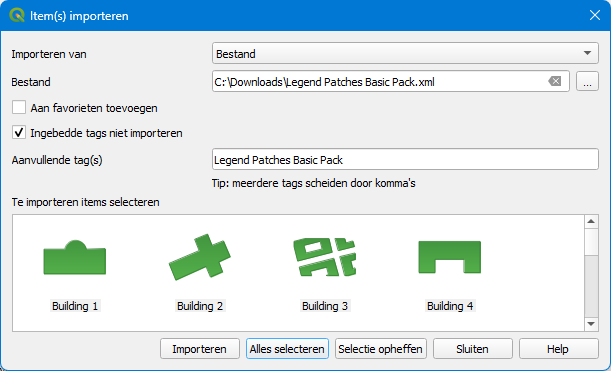 Item(s) importeren
Importeren van
Bestand
Bestand
C:\Downloads\Legend Patches Basic Pack.xml
...
Aan favorieten toevoegen
Ingebedde tags niet importeren
Aanvullende tag(s)
Legend Patches Basic Pack
Tip: meerdere tags scheiden door komma's
Te importeren items selecteren
Building 1 Building 2 Building 3 Building 4
Importeren Alles selecteren Selectie opheffen Sluiten Help